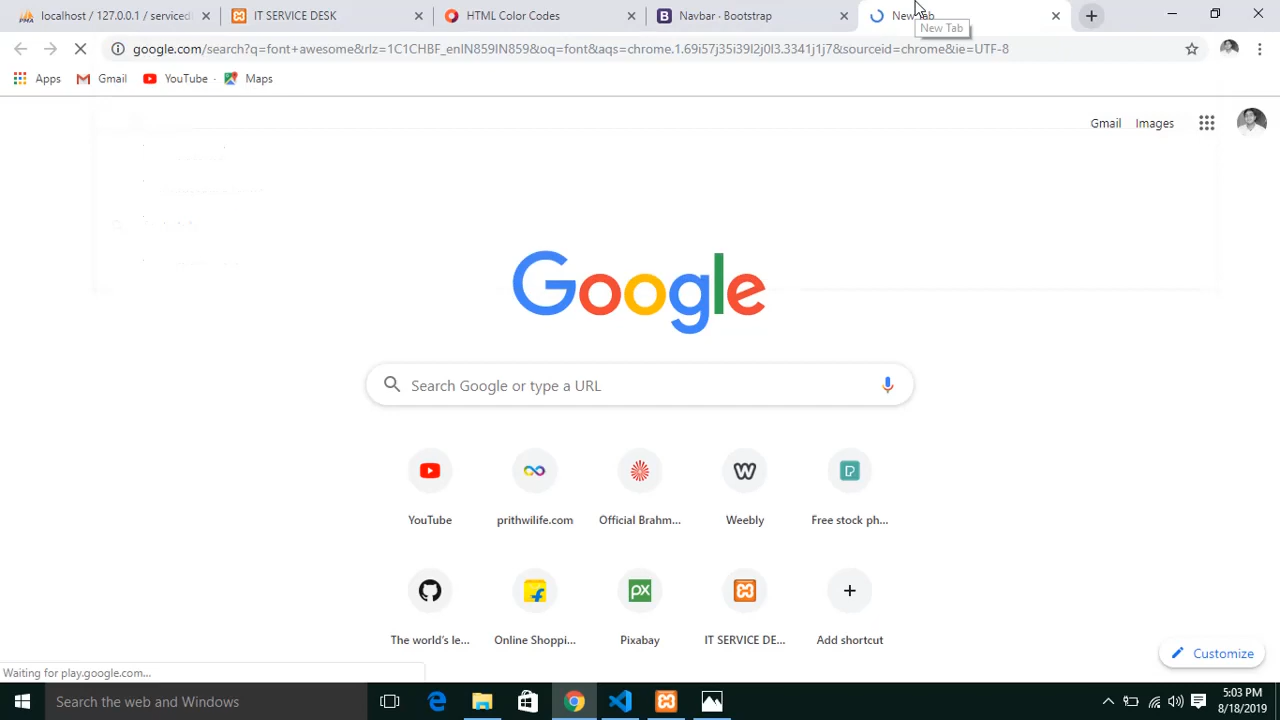 localhost / 127.0.0.1 / serviced
IT SERVICE DESK
HTML Color Codes
Navbar · Bootstrap
New Tab
New Tab
google.com/search?q=font+awesome&rlz=1C1CHBF_enIN859IN859&oq=font&aqs=chrome.1.69i57j35i39l2j0l3.3341j1j7&sourceid=chrome&ie=UTF-8
Apps
Gmail
YouTube
Maps
Gmail
Images
Google
Search Google or type a URL
YouTube
prithwilife.com
Official Brahm...
Weebly
Free stock ph...
The world's le...
Online Shoppi...
Pixabay
IT SERVICE DE...
Add shortcut
Customize
Waiting for play.google.com...
Search the web and Windows
5:03 PM
8/18/2019